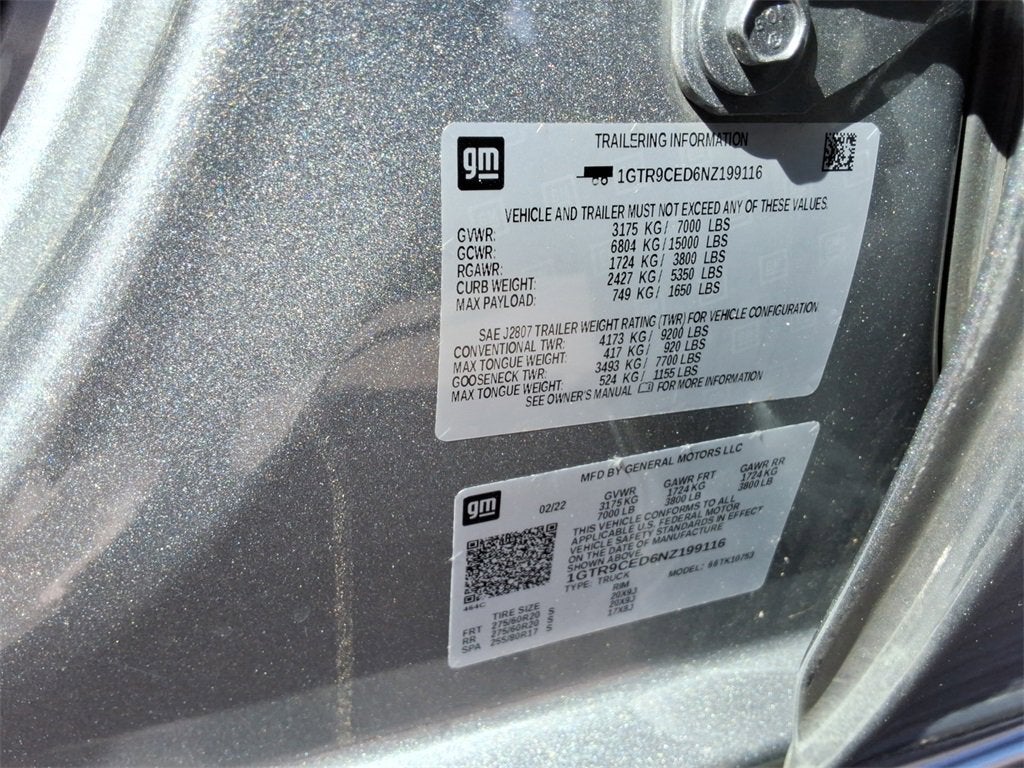 gm
TRAILERING INFORMATION
1GTR9CED6NZ199116
VEHICLE AND TRAILER MUST NOT EXCEED ANY OF THESE VALUES.
GVWR: 3175 KG / 7000 LBS
GCWR: 6804 KG / 15000 LBS
RGAWR: 1724 KG / 3800 LBS
CURB WEIGHT: 2427 KG / 5350 LBS
MAX PAYLOAD: 749 KG / 1650 LBS
SAE J2807 TRAILER WEIGHT RATING (TWR) FOR VEHICLE CONFIGURATION
CONVENTIONAL TWR: 4173 KG / 9200 LBS
MAX TONGUE WEIGHT: 417 KG / 920 LBS
GOOSENECK TWR: 3493 KG / 7700 LBS
MAX TONGUE WEIGHT: 524 KG / 1155 LBS
SEE OWNER'S MANUAL FOR MORE INFORMATION
gm
MFD BY GENERAL MOTORS LLC
02/22 GVWR GAWR FRT GAWR RR
3175 KG 1724 KG 1724 KG
7000 LB 3800 LB 3800 LB
THIS VEHICLE CONFORMS TO ALL
APPLICABLE U.S. FEDERAL MOTOR
VEHICLE SAFETY STANDARDS IN EFFECT
ON THE DATE OF MANUFACTURE
SHOWN ABOVE.
1GTR9CED6NZ199116
TYPE: TRUCK MODEL: 66TK10753
464C
TIRE SIZE RIM
FRT 275/60R20 S 20X9J
RR 275/60R20 S 20X9J
SPA 255/80R17 S 17X8J